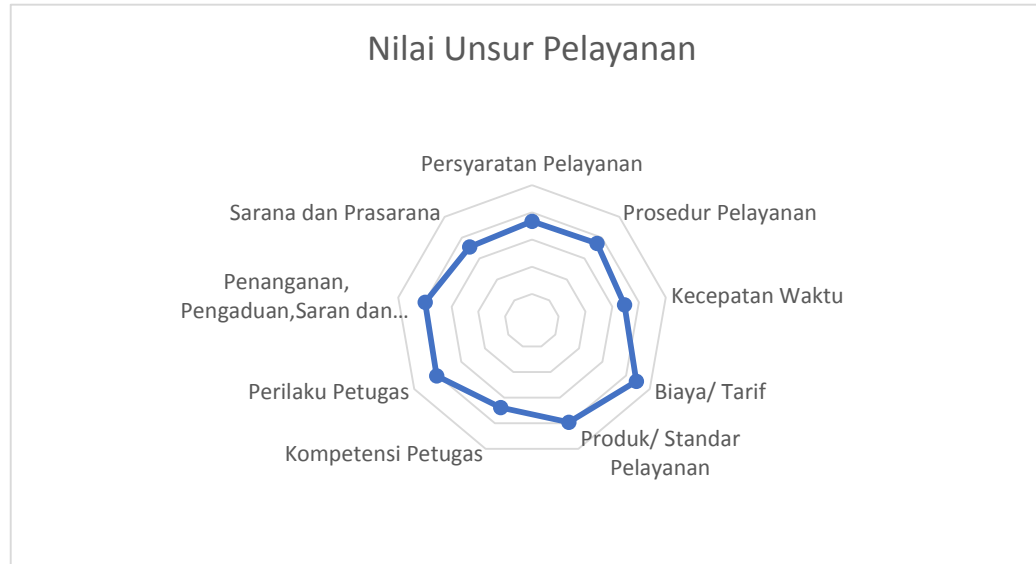 Nilai Unsur Pelayanan
Persyaratan Pelayanan
Prosedur Pelayanan
Kecepatan Waktu
Biaya/ Tarif
Produk/ Standar
Pelayanan
Kompetensi Petugas
Perilaku Petugas
Penanganan,
Pengaduan,Saran dan...
Sarana dan Prasarana